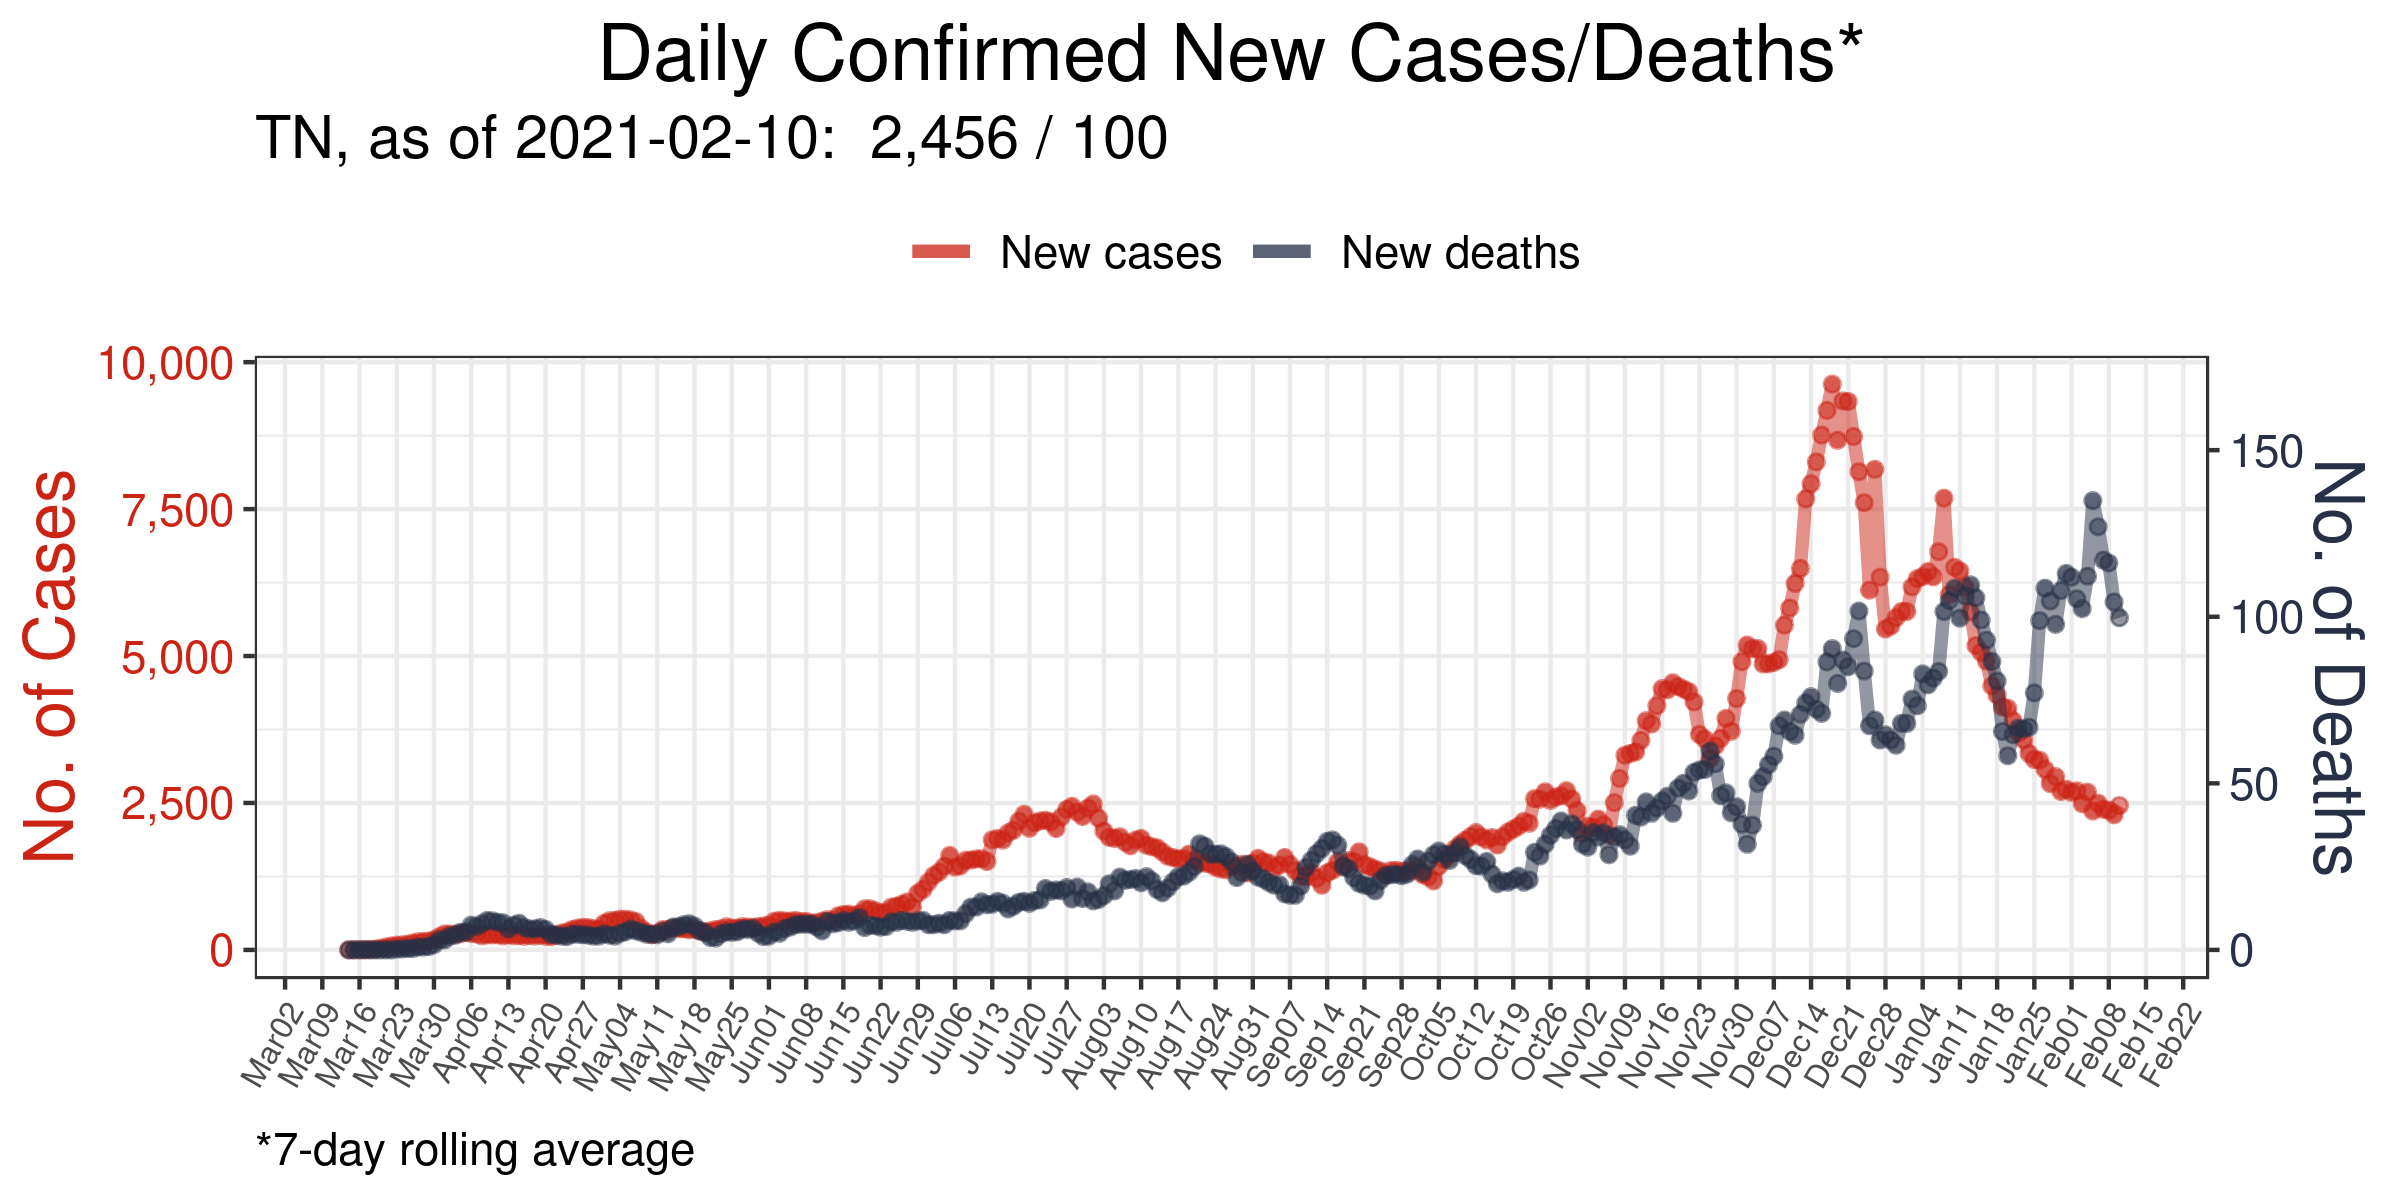 Daily Confirmed New Cases/Deaths*
TN, as of 2021-02-10:  2,456 / 100
New cases
New deaths
No. of Cases
10,000
7,500
5,000
2,500
0
150
100
50
0
No. of Deaths
Mar02
Mar09
Mar16
Mar23
Mar30
Apr06
Apr13
Apr20
Apr27
May04
May11
May18
May25
Jun01
Jun08
Jun15
Jun22
Jun29
Jul06
Jul13
Jul20
Jul27
Aug03
Aug10
Aug17
Aug24
Aug31
Sep07
Sep14
Sep21
Sep28
Oct05
Oct12
Oct19
Oct26
Nov02
Nov09
Nov16
Nov23
Nov30
Dec07
Dec14
Dec21
Dec28
Jan04
Jan11
Jan18
Jan25
Feb01
Feb08
Feb15
Feb22
*7-day rolling average